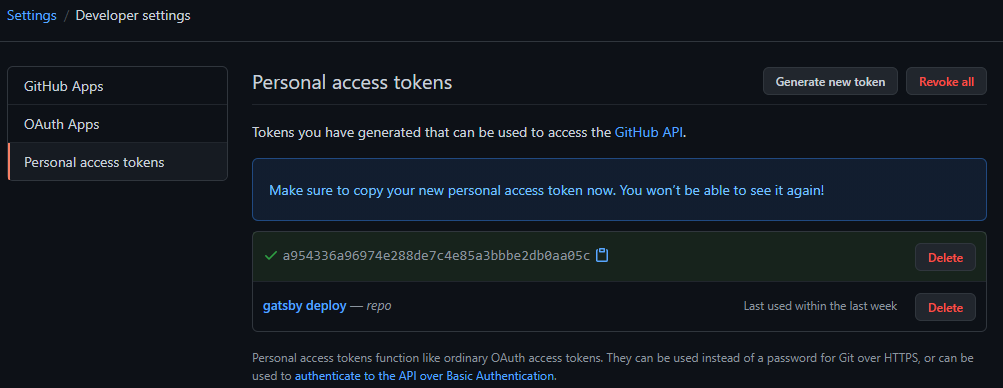 Settings / Developer settings
GitHub Apps
OAuth Apps
Personal access tokens
Personal access tokens
Generate new token
Revoke all
Tokens you have generated that can be used to access the GitHub API.
Make sure to copy your new personal access token now. You won't be able to see it again!
a954336a96974e288de7c4e85a3bbbe2db0aa05c
Delete
gatsby deploy — repo
Last used within the last week
Delete
Personal access tokens function like ordinary OAuth access tokens. They can be used instead of a password for Git over HTTPS, or can be
used to authenticate to the API over Basic Authentication.